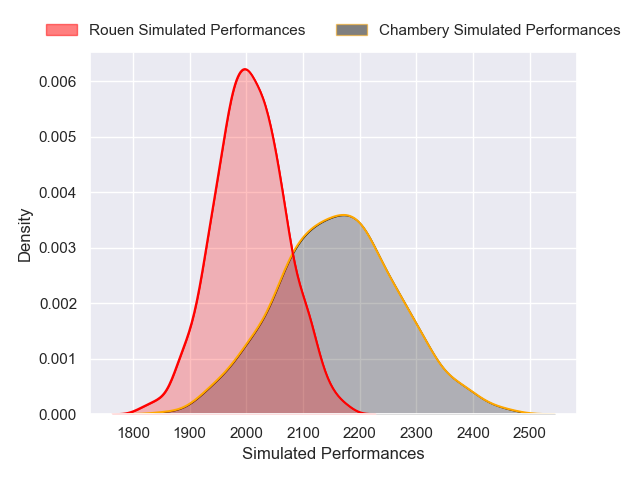 Rouen Simulated Performances
Chambery Simulated Performances
0.006
0.005
0.004
0.003
0.002
0.001
0.000
Density
1800 1900 2000 2100 2200 2300 2400 2500
Simulated Performances